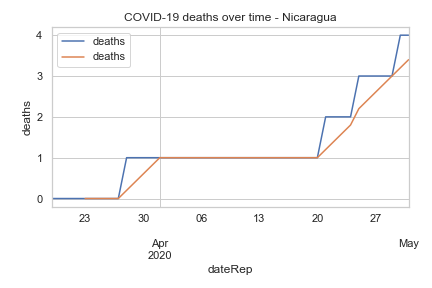 COVID-19 deaths over time - Nicaragua
deaths
deaths
4
3
2
1
0
deaths
23 30 06 13 20 27
Apr May
2020
dateRep